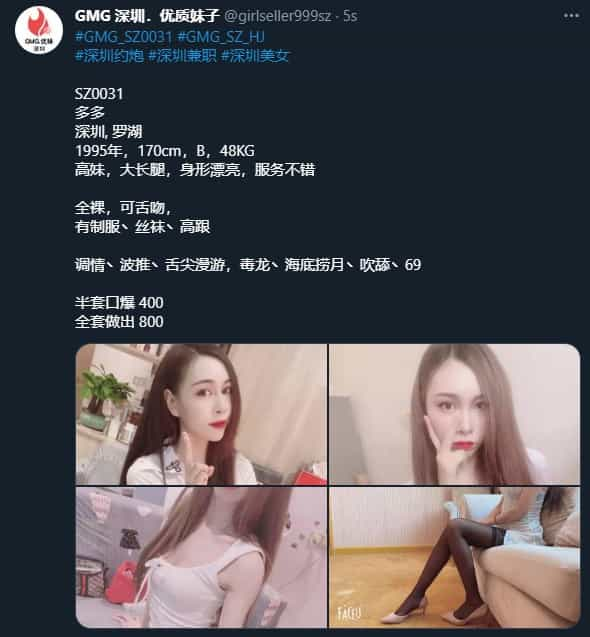 GMG 深圳．优质妹子 @girlseller999sz · 5s
#GMG_SZ0031 #GMG_SZ_HJ
#深圳约炮 #深圳兼职 #深圳美女
SZ0031
多多
深圳, 罗湖
1995年，170cm，B，48KG
高妹，大长腿，身形漂亮，服务不错
全裸，可舌吻，
有制服、丝袜、高跟
调情、波推、舌尖漫游，毒龙、海底捞月、吹舔、69
半套口爆 400
全套做出 800
GMG.优妹
深圳
FACEU